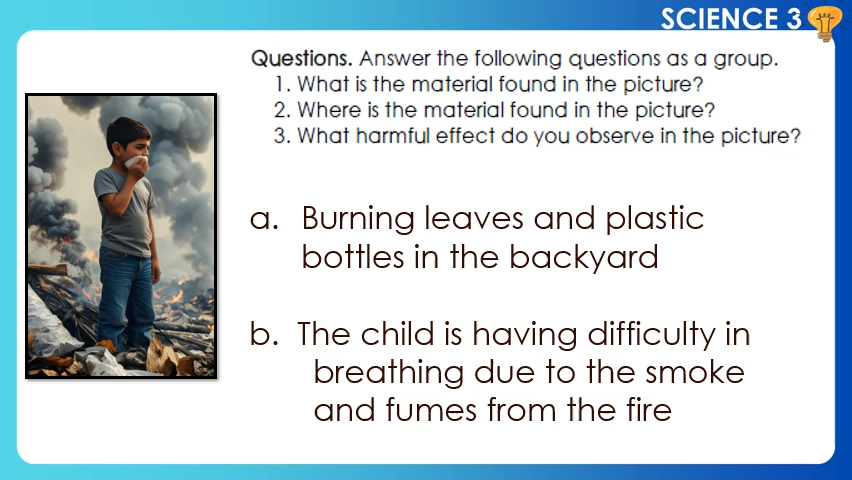 SCIENCE 3
Questions. Answer the following questions as a group.
1. What is the material found in the picture?
2. Where is the material found in the picture?
3. What harmful effect do you observe in the picture?
a. Burning leaves and plastic
bottles in the backyard
b. The child is having difficulty in
breathing due to the smoke
and fumes from the fire